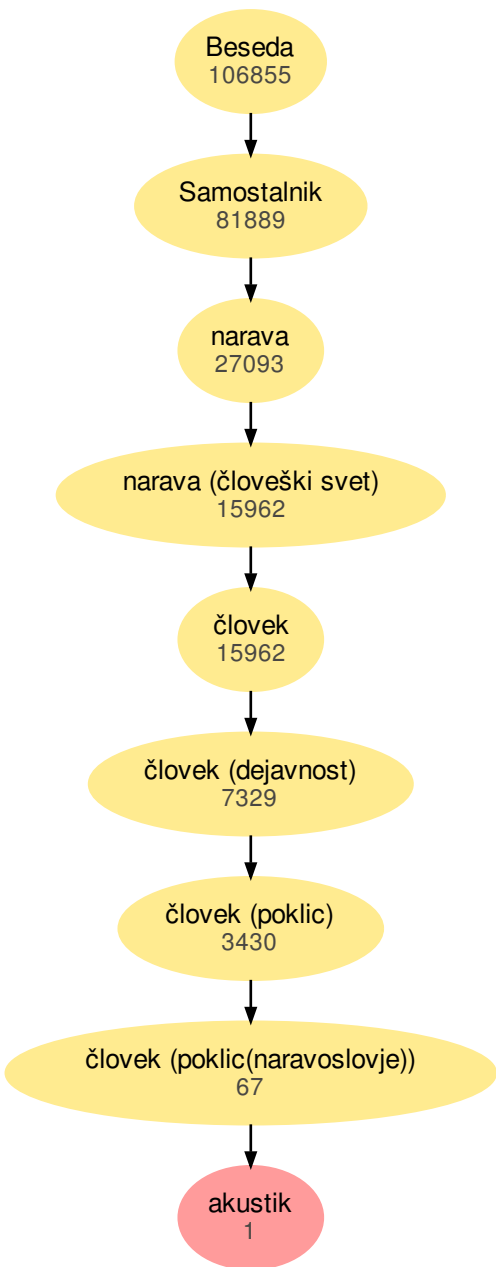 Beseda
106855
Samostalnik
81889
narava
27093
narava (človeški svet)
15962
človek
15962
človek (dejavnost)
7329
človek (poklic)
3430
človek (poklic(naravoslovje))
67
akustik
1